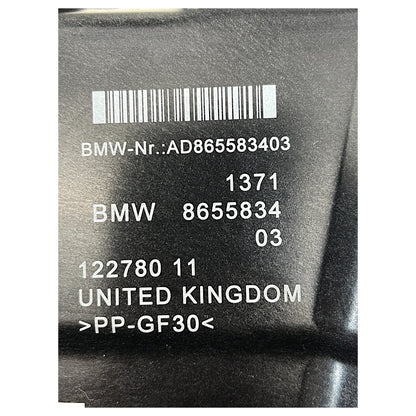 BMW-Nr.:AD865583403
1371
BMW 8655834
03
122780 11
UNITED KINGDOM
>PP-GF30<